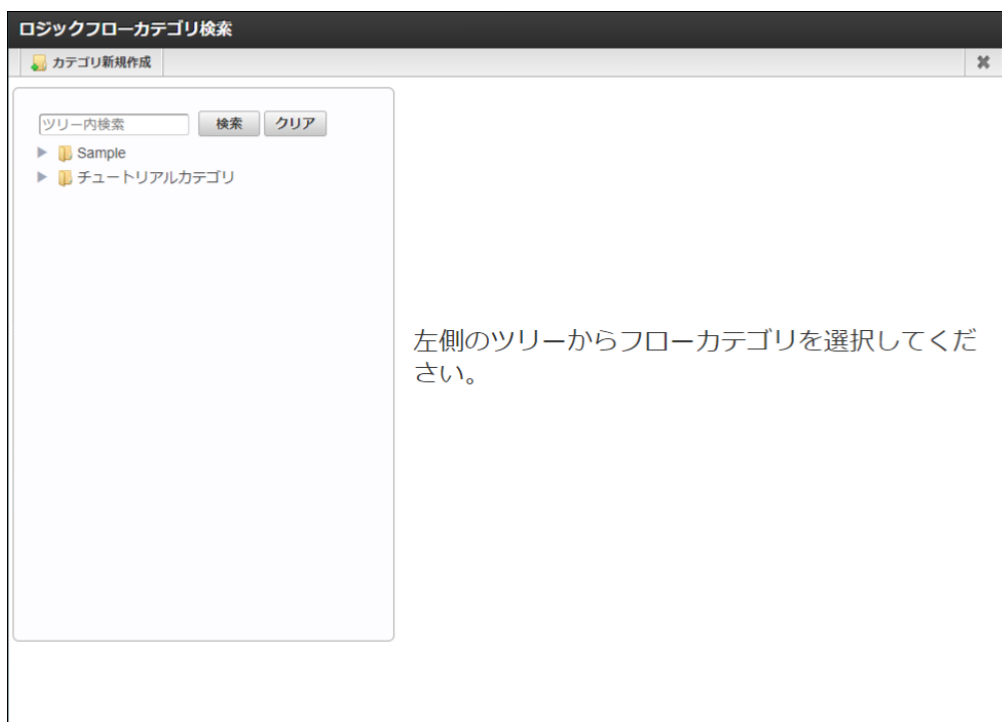 ロジックフローカテゴリ検索
カテゴリ新規作成
ツリー内検索 検索 クリア
Sample
チュートリアルカテゴリ
左側のツリーからフローカテゴリを選択してくだ
さい。